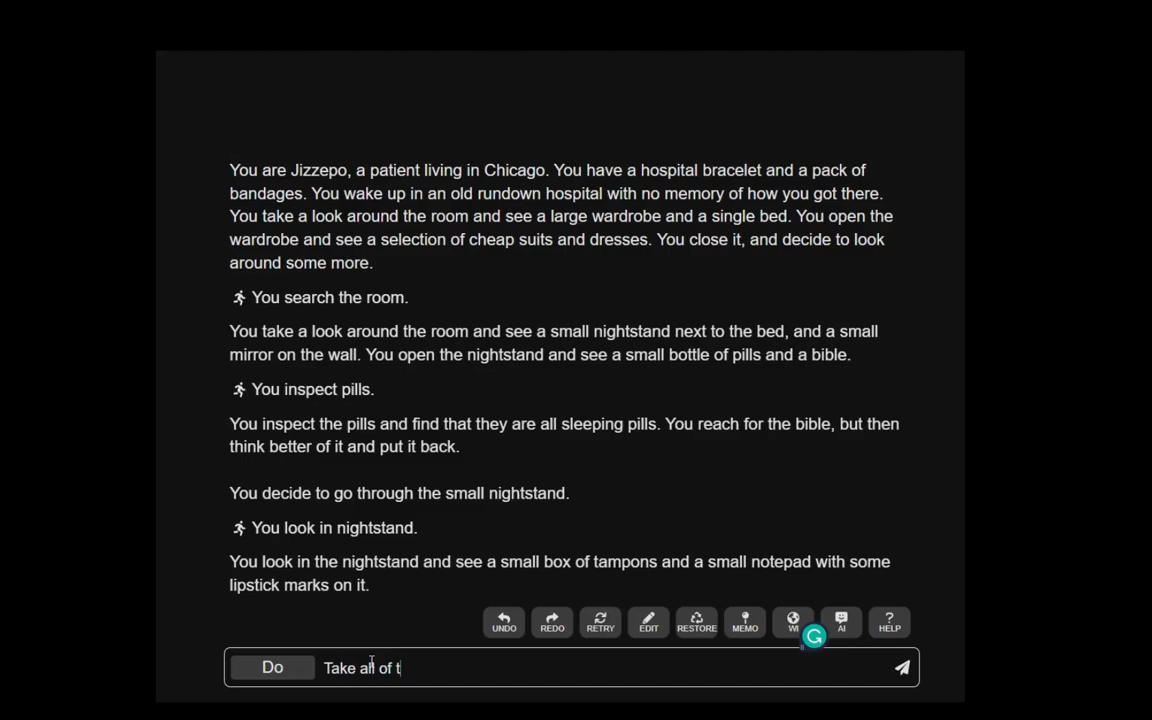 You are Jizzepo, a patient living in Chicago. You have a hospital bracelet and a pack of
bandages. You wake up in an old rundown hospital with no memory of how you got there.
You take a look around the room and see a large wardrobe and a single bed. You open the
wardrobe and see a selection of cheap suits and dresses. You close it, and decide to look
around some more.
You search the room.
You take a look around the room and see a small nightstand next to the bed, and a small
mirror on the wall. You open the nightstand and see a small bottle of pills and a bible.
You inspect pills.
You inspect the pills and find that they are all sleeping pills. You reach for the bible, but then
think better of it and put it back.
You decide to go through the small nightstand.
You look in nightstand.
You look in the nightstand and see a small box of tampons and a small notepad with some
lipstick marks on it.
UNDO REDO RETRY EDIT RESTORE MEMO WI AI HELP
Do Take all of t